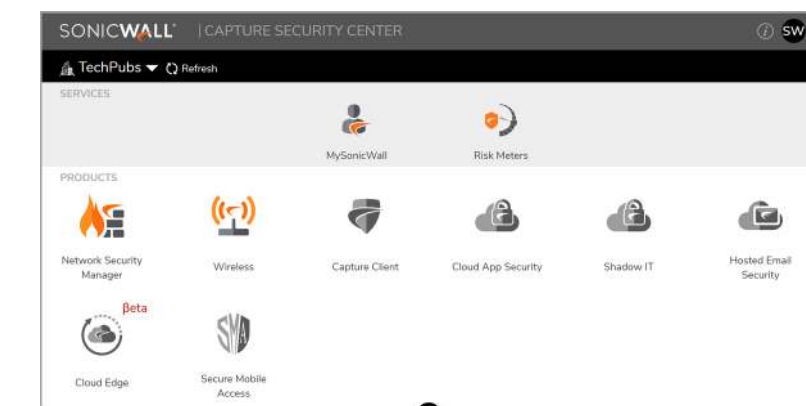 SONICWALL | CAPTURE SECURITY CENTER
SW
TechPubs Refresh
SERVICES
MySonicWall
Risk Meters
PRODUCTS
Network Security
Manager
Wireless
Capture Client
Cloud App Security
Shadow IT
Hosted Email
Security
βeta
Cloud Edge
SMA
Secure Mobile
Access